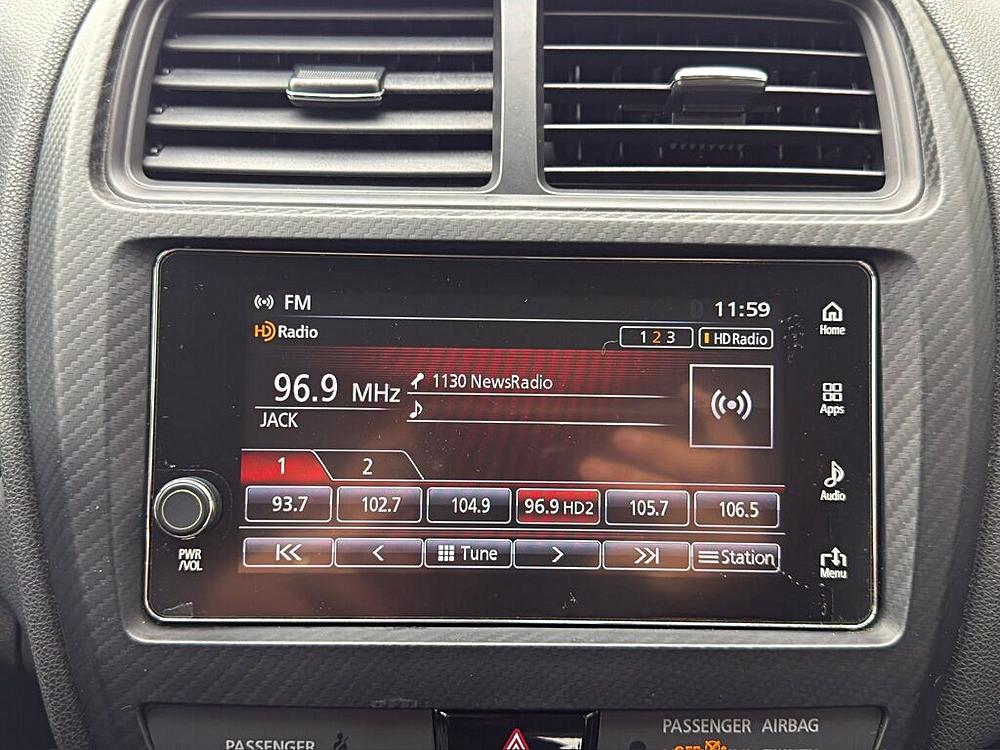 FM
11:59
HD Radio
1 2 3
HD Radio
Home
96.9 MHz
1130 NewsRadio
JACK
Apps
1 2
93.7 102.7 104.9 96.9 HD2 105.7 106.5
Audio
Tune
Station
PWR
/VOL
Menu
PASSENGER
PASSENGER AIRBAG
OFF